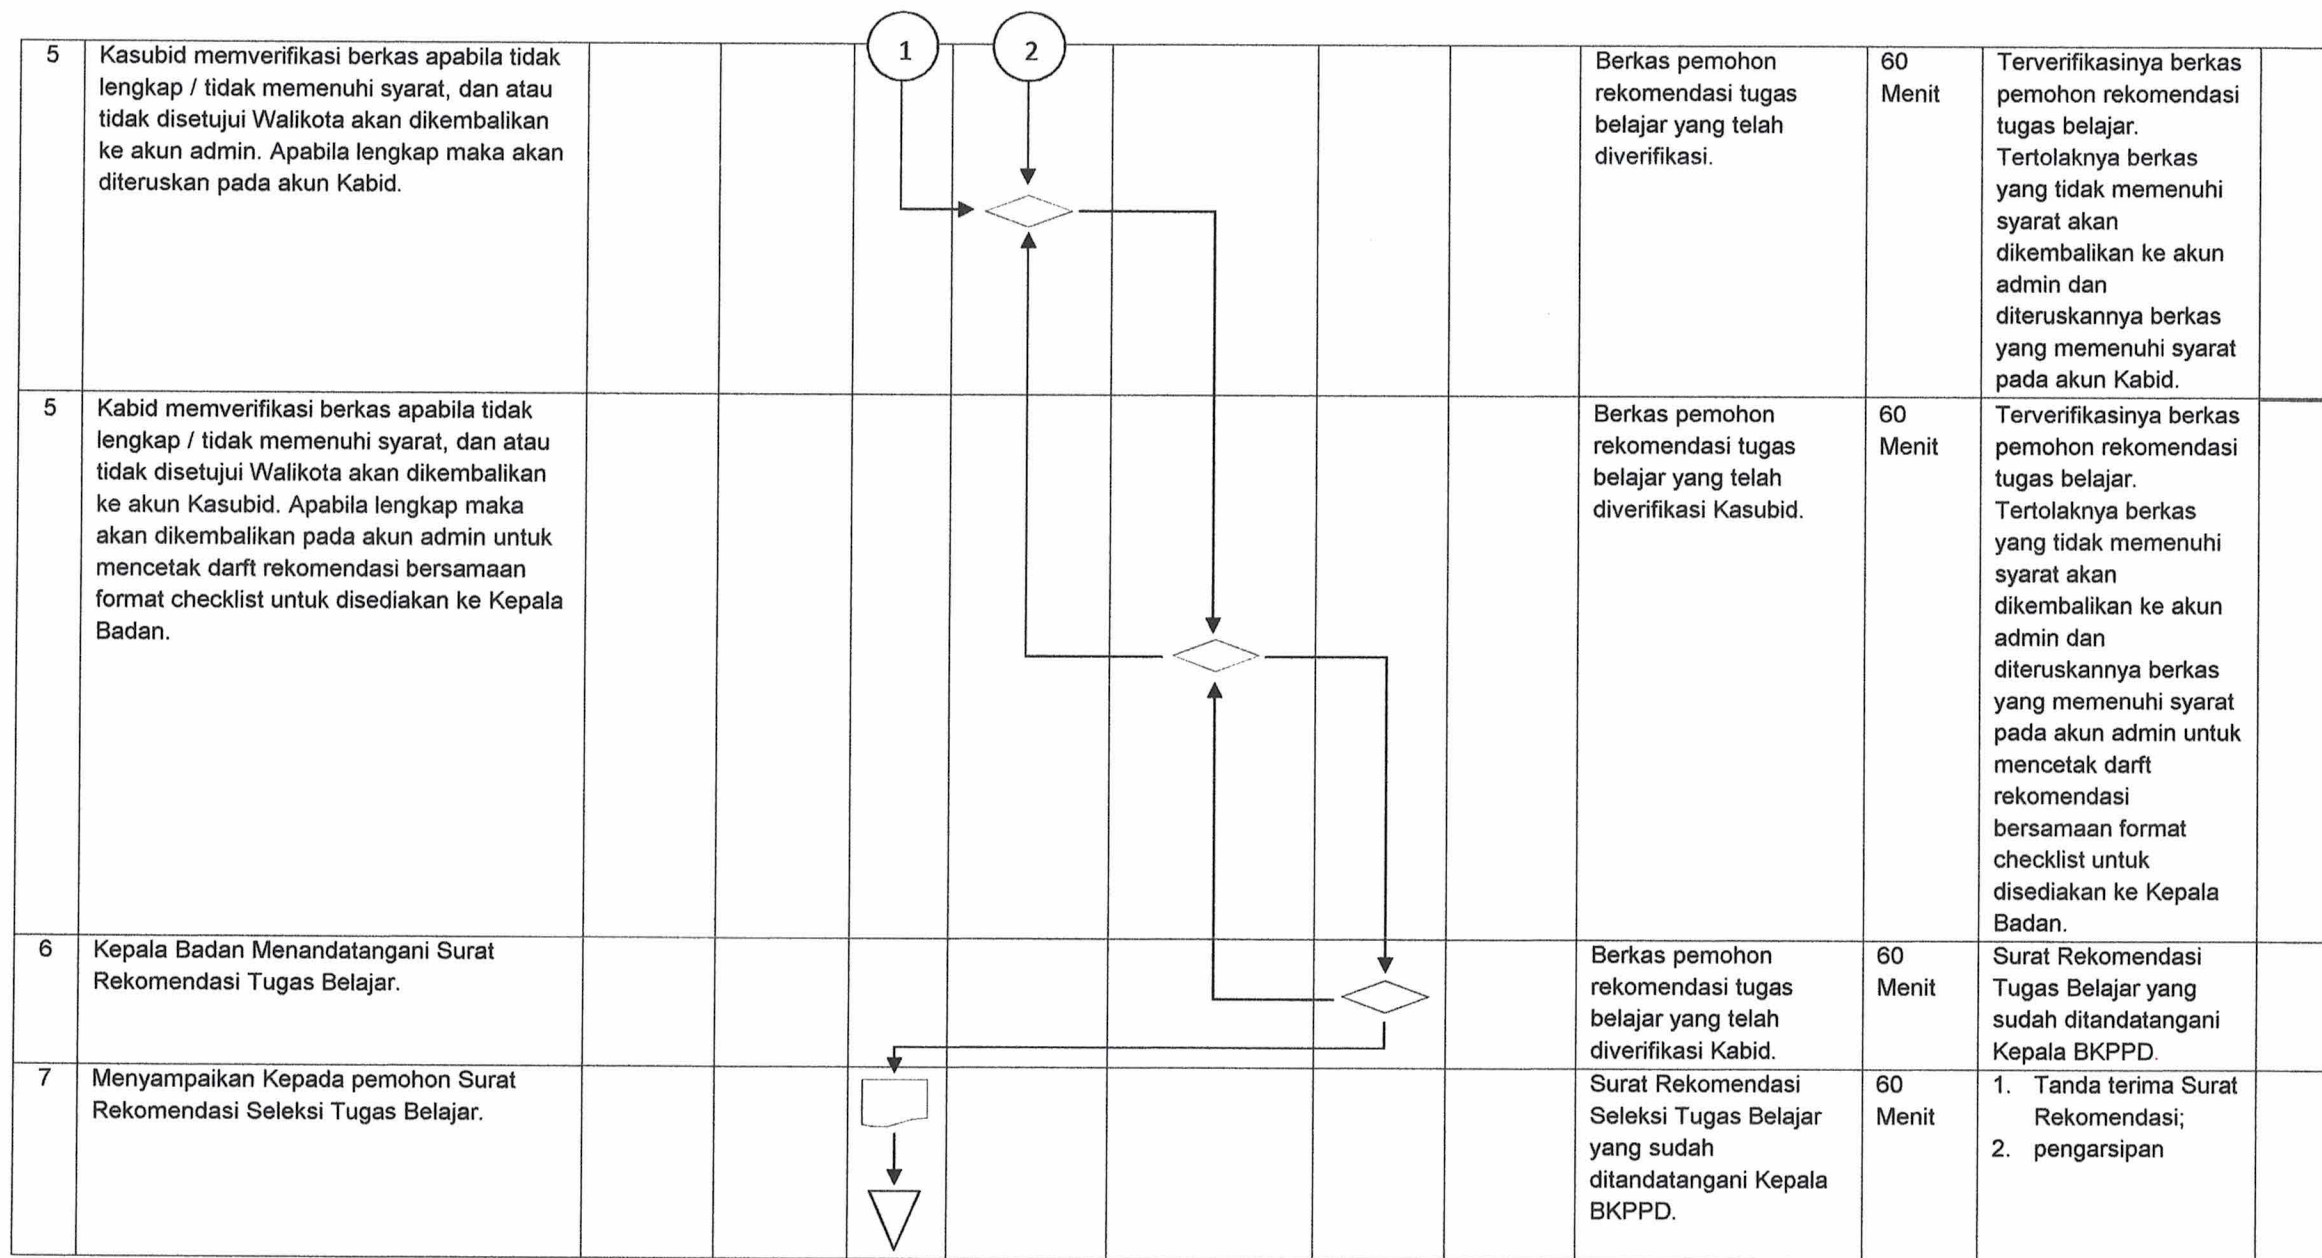 1
2
5
Kasubid memverifikasi berkas apabila tidak
lengkap / tidak memenuhi syarat, dan atau
tidak disetujui Walikota akan dikembalikan
ke akun admin. Apabila lengkap maka akan
diteruskan pada akun Kabid.
Berkas pemohon
rekomendasi tugas
belajar yang telah
diverifikasi.
60
Menit
Terverifikasinya berkas
pemohon rekomendasi
tugas belajar.
Tertolaknya berkas
yang tidak memenuhi
syarat akan
dikembalikan ke akun
admin dan
diteruskannya berkas
yang memenuhi syarat
pada akun Kabid.
5
Kabid memverifikasi berkas apabila tidak
lengkap / tidak memenuhi syarat, dan atau
tidak disetujui Walikota akan dikembalikan
ke akun Kasubid. Apabila lengkap maka
akan dikembalikan pada akun admin untuk
mencetak darft rekomendasi bersamaan
format checklist untuk disediakan ke Kepala
Badan.
Berkas pemohon
rekomendasi tugas
belajar yang telah
diverifikasi Kasubid.
60
Menit
Terverifikasinya berkas
pemohon rekomendasi
tugas belajar.
Tertolaknya berkas
yang tidak memenuhi
syarat akan
dikembalikan ke akun
admin dan
diteruskannya berkas
yang memenuhi syarat
pada akun admin untuk
mencetak darft
rekomendasi
bersamaan format
checklist untuk
disediakan ke Kepala
Badan.
6
Kepala Badan Menandatangani Surat
Rekomendasi Tugas Belajar.
Berkas pemohon
rekomendasi tugas
belajar yang telah
diverifikasi Kabid.
60
Menit
Surat Rekomendasi
Tugas Belajar yang
sudah ditandatangani
Kepala BKPPD.
7
Menyampaikan Kepada pemohon Surat
Rekomendasi Seleksi Tugas Belajar.
Surat Rekomendasi
Seleksi Tugas Belajar
yang sudah
ditandatangani Kepala
BKPPD.
60
Menit
1. Tanda terima Surat
Rekomendasi;
2. pengarsipan